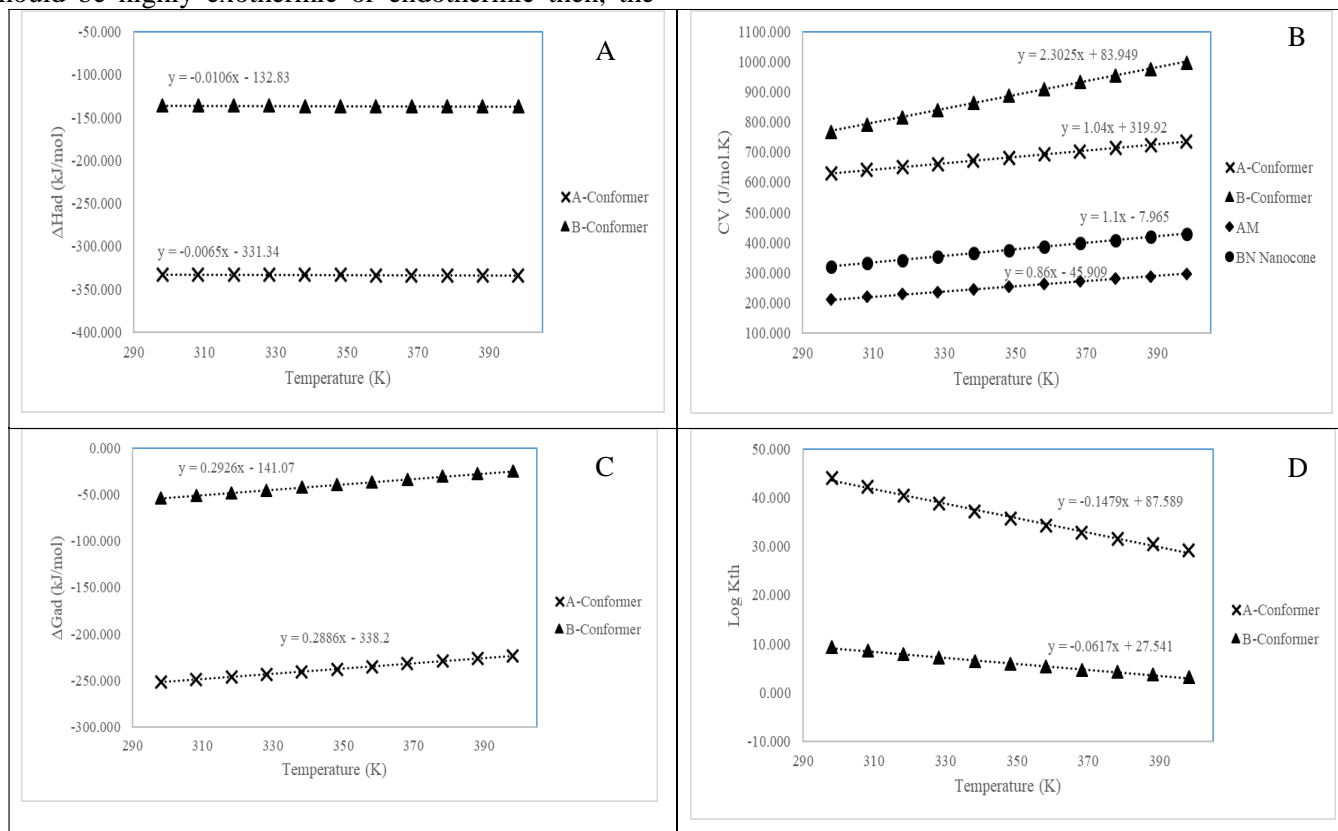 ould be highly exothermic or endothermic then, the
A
-50.000
-100.000
-150.000
-200.000
-250.000
-300.000
-350.000
-400.000
ΔHad (kJ/mol)
y = -0.0106x - 132.83
y = -0.0065x - 331.34
A-Conformer
B-Conformer
290 310 330 350 370 390
Temperature (K)
B
1100.000
1000.000
900.000
800.000
700.000
600.000
500.000
400.000
300.000
200.000
100.000
CV (J/mol.K)
y = 2.3025x + 83.949
y = 1.04x + 319.92
y = 1.1x - 7.965
y = 0.86x - 45.909
A-Conformer
B-Conformer
AM
BN Nanocone
290 310 330 350 370 390
Temperature (K)
C
0.000
-50.000
-100.000
-150.000
-200.000
-250.000
-300.000
ΔGad (kJ/mol)
y = 0.2926x - 141.07
y = 0.2886x - 338.2
A-Conformer
B-Conformer
290 310 330 350 370 390
Temperature (K)
D
50.000
40.000
30.000
20.000
10.000
0.000
-10.000
Log Kth
y = -0.1479x + 87.589
y = -0.0617x + 27.541
A-Conformer
B-Conformer
290 310 330 350 370 390
Temperature (K)